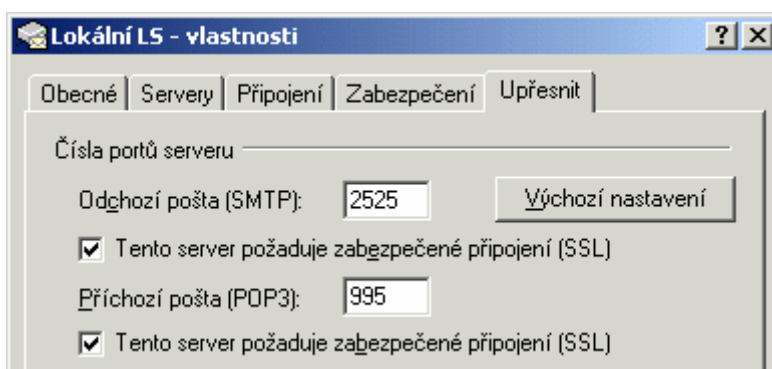 Lokální LS - vlastnosti
Obecné Servery Připojení Zabezpečení Upřesnit
Čísla portů serveru
Odchozí pošta (SMTP): 2525 Výchozí nastavení
Tento server požaduje zabezpečené připojení (SSL)
Příchozí pošta (POP3): 995
Tento server požaduje zabezpečené připojení (SSL)